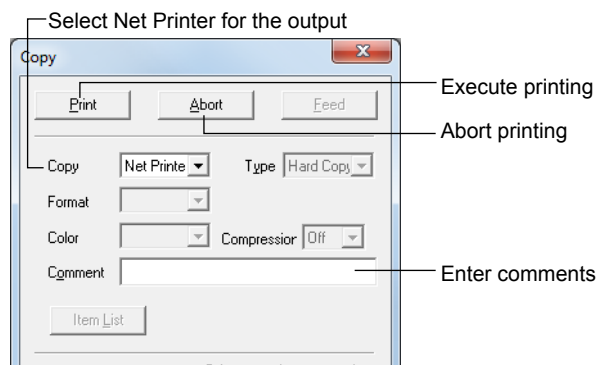 Select Net Printer for the output
Copy
Print Abort Feed
Execute printing
Abort printing
Copy Net Printe Type Hard Copy
Format
Color Compressior Off
Comment
Enter comments
Item List